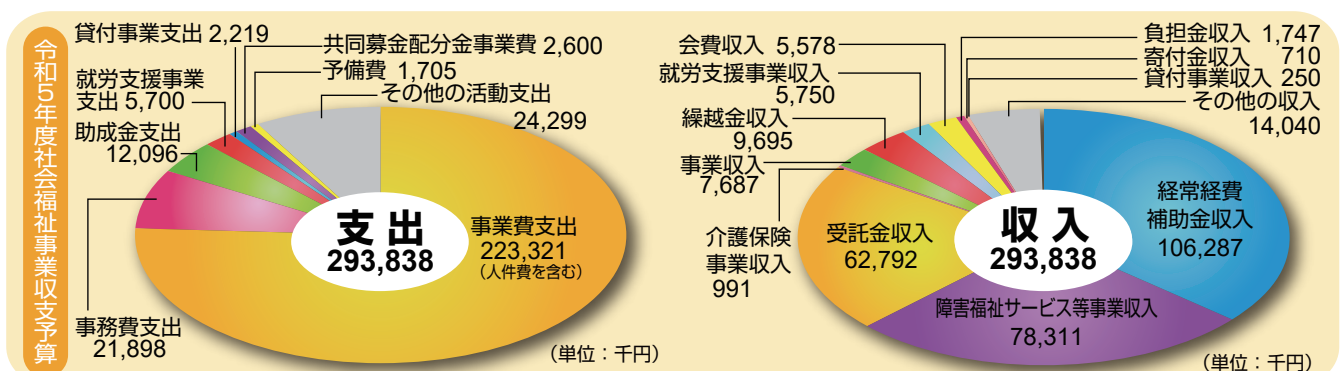 令和5年度社会福祉事業収支予算
貸付事業支出 2,219
共同募金配分金事業費 2,600
予備費 1,705
就労支援事業
支出 5,700
その他の活動支出
24,299
助成金支出
12,096
支出
293,838
事業費支出
223,321
(人件費を含む)
事務費支出
21,898
(単位:千円)
会費収入 5,578
就労支援事業収入
5,750
繰越金収入
9,695
事業収入
7,687
介護保険
事業収入
991
負担金収入 1,747
寄付金収入 710
貸付事業収入 250
その他の収入
14,040
経常経費
補助金収入
106,287
受託金収入
62,792
収入
293,838
障害福祉サービス等事業収入
78,311
(単位:千円)